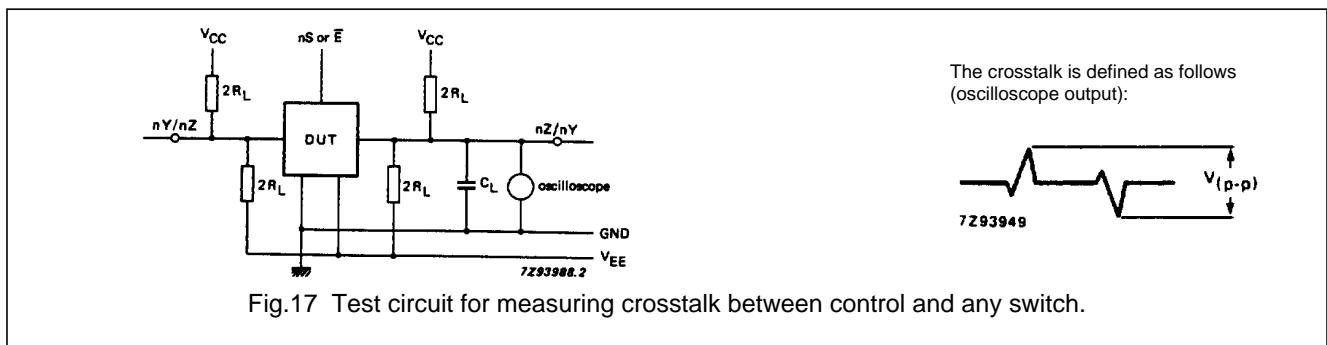 VCC
nS or E̅
VCC
2RL
2RL
nY/nZ
DUT
nZ/nY
2RL
2RL
CL
oscilloscope
GND
VEE
7Z93988.2
The crosstalk is defined as follows
(oscilloscope output):
V(p-p)
7Z93949
Fig.17 Test circuit for measuring crosstalk between control and any switch.